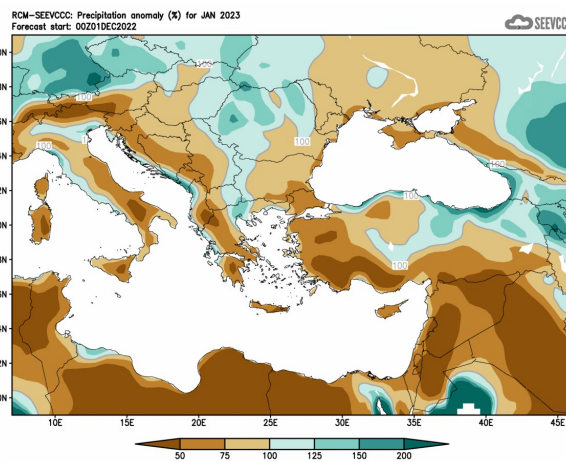 RCM-SEEVCCC: Precipitation anomaly (%) for JAN 2023
Forecast start: 00Z01DEC2022
SEEVCC
100
100
100
100
100
100
100
10E
15E
20E
25E
30E
35E
40E
45E
50
75
100
125
150
200